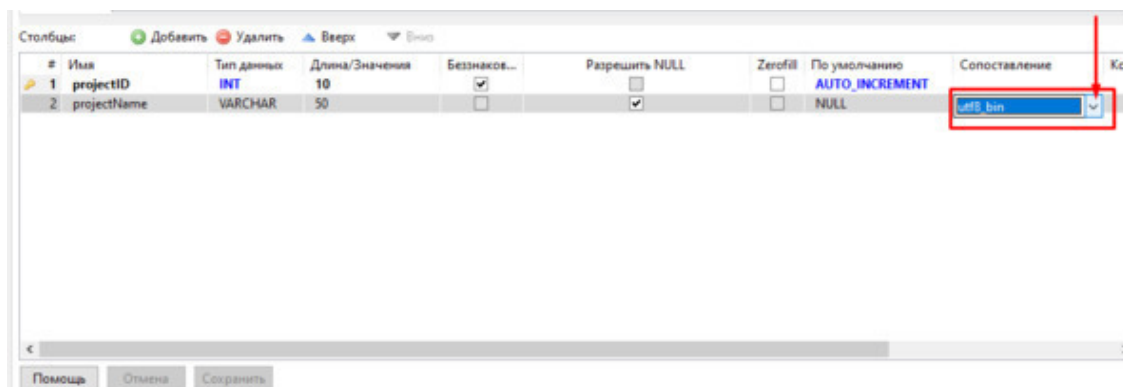 Столбцы: Добавить Удалить Вверх Вниз
# Имя Тип данных Длина/Значения Беззнаков... Разрешить NULL Zerofill По умолчанию Сопоставление Ко
1 projectID INT 10 AUTO_INCREMENT
2 projectName VARCHAR 50 NULL utf8_bin
Помощь Отмена Сохранить